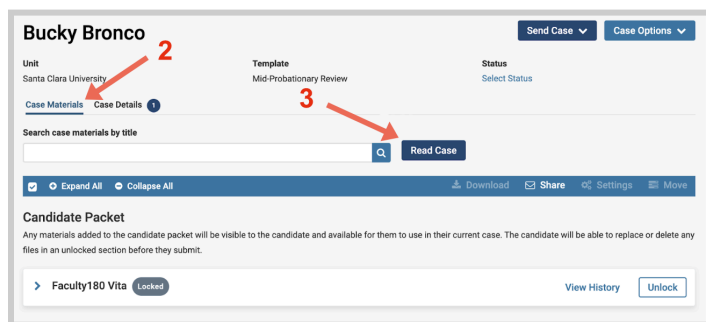 Bucky Bronco
Send Case
Case Options
2
Unit
Template
Status
Santa Clara University
Mid-Probationary Review
Select Status
3
Case Materials
Case Details 1
Search case materials by title
Read Case
Expand All
Collapse All
Download
Share
Settings
Move
Candidate Packet
Any materials added to the candidate packet will be visible to the candidate and available for them to use in their current case. The candidate will be able to replace or delete any
files in an unlocked section before they submit.
Faculty180 Vita Locked
View History
Unlock